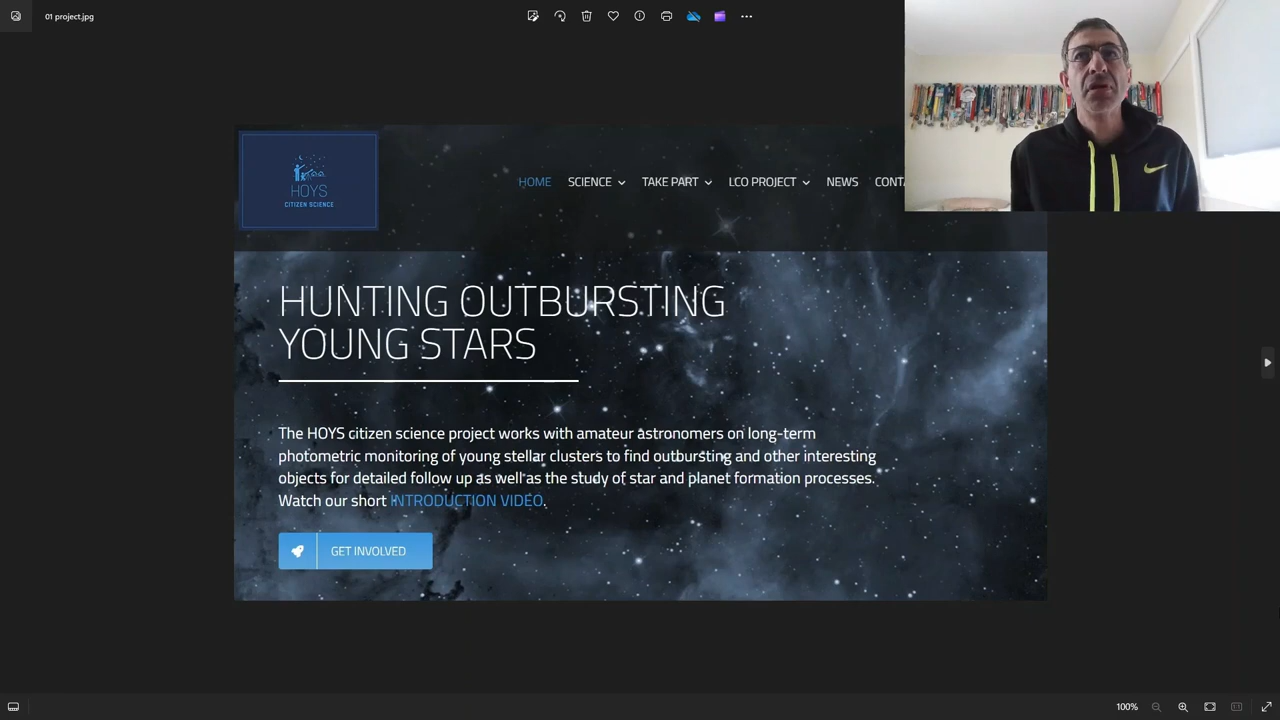 01 project.jpg
HOYS
CITIZEN SCIENCE
HOME SCIENCE TAKE PART LCO PROJECT NEWS
HUNTING OUTBURSTING
YOUNG STARS
The HOYS citizen science project works with amateur astronomers on long-term
photometric monitoring of young stellar clusters to find outbursting and other interesting
objects for detailed follow up as well as the study of star and planet formation processes.
Watch our short INTRODUCTION VIDEO.
GET INVOLVED
100%